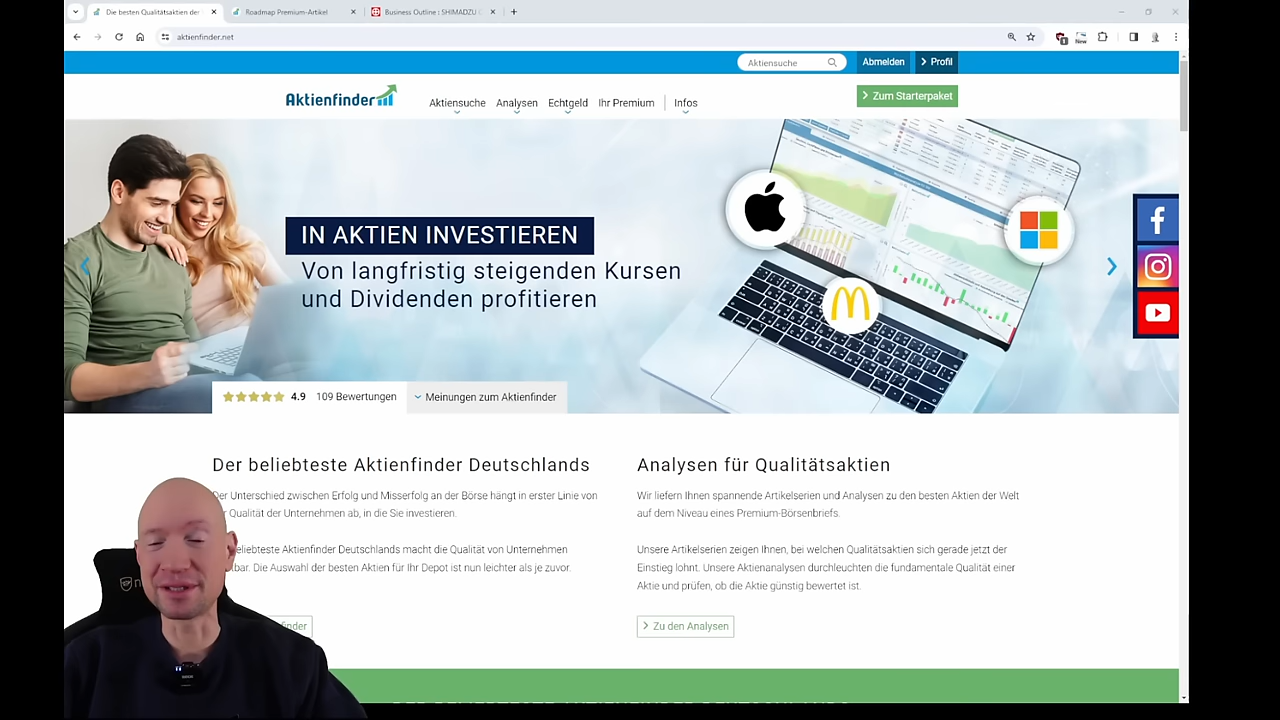 Die besten Qualitätsaktien der
Roadmap Premium-Artikel
Business Outline : SHIMADZU
aktienfinder.net
New
1
Aktiensuche
Abmelden
Profil
Aktienfinder
Aktiensuche
Analysen
Echtgeld
Ihr Premium
Infos
Zum Starterpaket
IN AKTIEN INVESTIEREN
Von langfristig steigenden Kursen
und Dividenden profitieren
4.9 109 Bewertungen
Meinungen zum Aktienfinder
Der beliebteste Aktienfinder Deutschlands
Der Unterschied zwischen Erfolg und Misserfolg an der Börse hängt in erster Linie von
Qualität der Unternehmen ab, in die Sie investieren.
beliebteste Aktienfinder Deutschlands macht die Qualität von Unternehmen
Die Auswahl der besten Aktien für Ihr Depot ist nun leichter als je zuvor.
Analysen für Qualitätsaktien
Wir liefern Ihnen spannende Artikelserien und Analysen zu den besten Aktien der Welt
auf dem Niveau eines Premium-Börsenbriefs.
Unsere Artikelserien zeigen Ihnen, bei welchen Qualitätsaktien sich gerade jetzt der
Einstieg lohnt. Unsere Aktienanalysen durchleuchten die fundamentale Qualität einer
Aktie und prüfen, ob die Aktie günstig bewertet ist.
Zu den Analysen